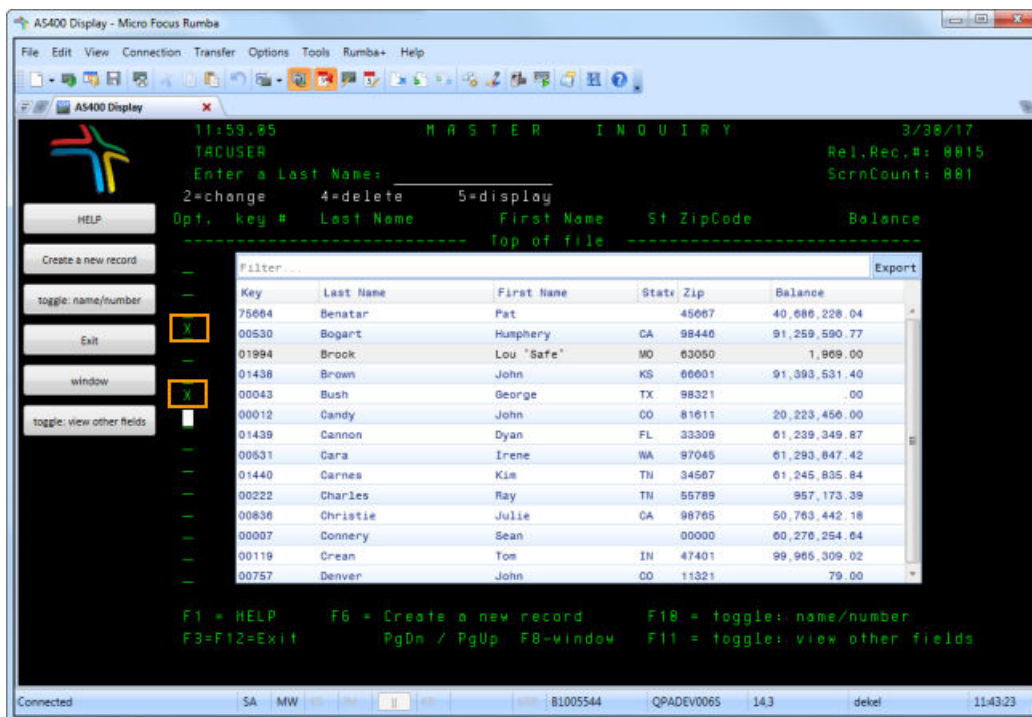 AS400 Display - Micro Focus Rumba
File Edit View Connection Transfer Options Tools Rumba+ Help
AS400 Display
11:59.05 MASTER INQUIRY 3/30/17
TACUSER Rel.Rec.#: 0015
Enter a Last Name: ScrnCount: 001
2=change 4=delete 5=display
HELP
Opt. key # Last Name First Name St ZipCode Balance
Top of file
Create a new record
Filter... Export
Key Last Name First Name State Zip Balance
toggle: name/number
75664 Benatar Pat 45667 40,686,228.04
X 00530 Bogart Humphery CA 98446 91,259,590.77
Exit
01994 Brook Lou "Safe" MO 63050 1,969.00
01438 Brown John KS 66601 91,393,531.40
window
X 00043 Bush George TX 98321 .00
00012 Candy John CO 81611 20,223,456.00
toggle: view other fields
01439 Cannon Dyan FL 33309 61,239,349.87
00531 Cara Irene WA 97045 61,293,847.42
01440 Carnes Kim TN 34567 61,245,835.84
00222 Charles Ray TN 55789 957,173.39
00836 Christie Julie CA 98765 50,763,442.18
00007 Connery Sean 00000 60,276,254.64
00119 Crean Tom IN 47401 99,965,309.02
00757 Denver John CO 11321 79.00
F1 = HELP F6 = Create a new record F10 = toggle: name/number
F3=F12=Exit PgDn / PgUp F8-window F11 = toggle: view other fields
Connected SA MW B1005544 QPADEV006S 14,3 dekel 11:43:23